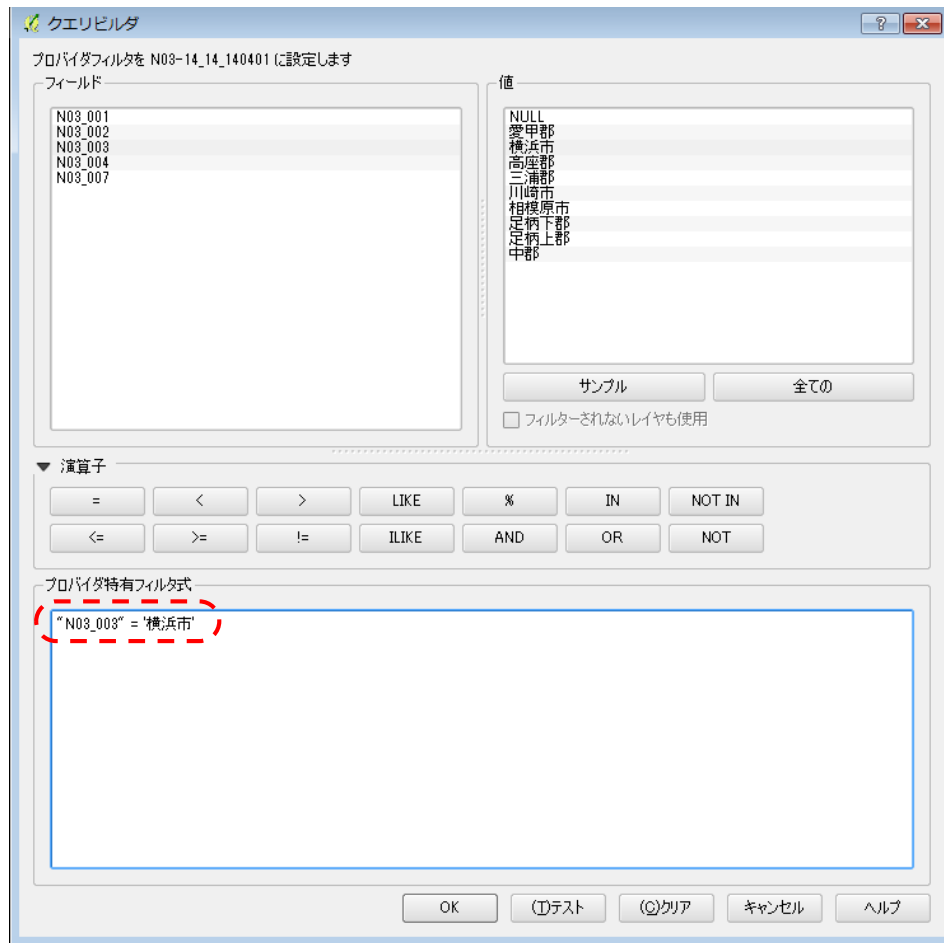 クエリビルダ
プロバイダフィルタを N03-14_14_140401 に設定します
フィールド
N03_001
N03_002
N03_003
N03_004
N03_007
値
NULL
愛甲郡
横浜市
高座郡
三浦郡
川崎市
相模原市
足柄下郡
足柄上郡
中郡
サンプル 全ての
フィルターされないレイヤも使用
演算子
= < > LIKE % IN NOT IN
<= >= != ILIKE AND OR NOT
プロバイダ特有フィルタ式
"N03_003" = '横浜市'
OK (T)テスト (C)クリア キャンセル ヘルプ